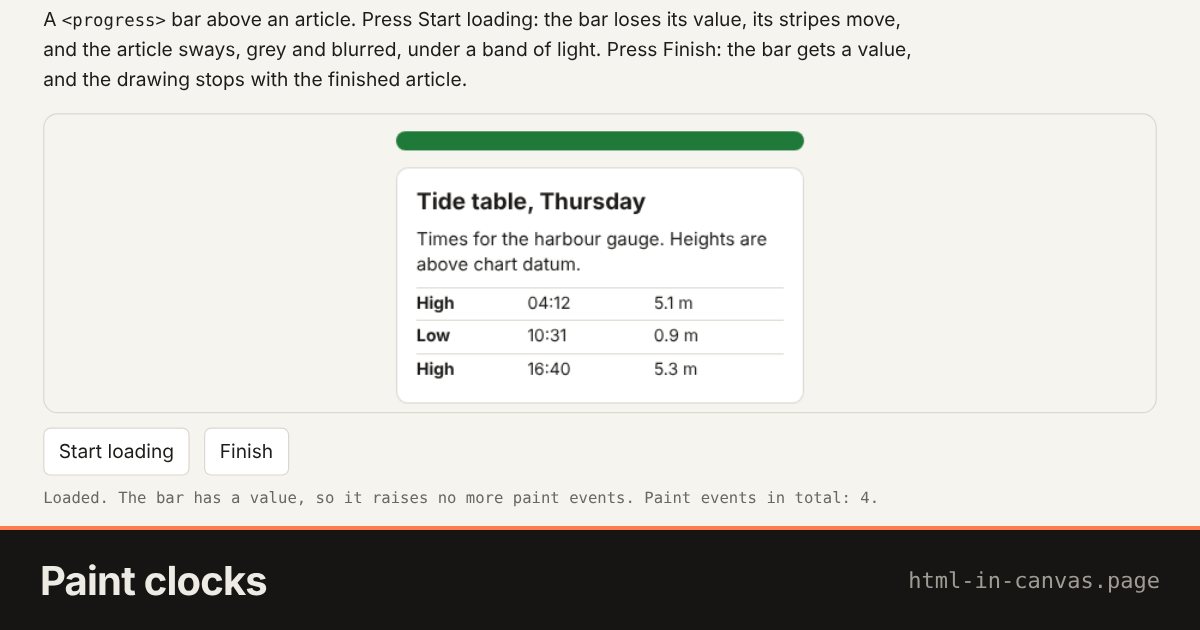 A <progress> bar above an article. Press Start loading: the bar loses its value, its stripes move,
and the article sways, grey and blurred, under a band of light. Press Finish: the bar gets a value,
and the drawing stops with the finished article.
Tide table, Thursday
Times for the harbour gauge. Heights are
above chart datum.
High 04:12 5.1 m
Low 10:31 0.9 m
High 16:40 5.3 m
Start loading Finish
Loaded. The bar has a value, so it raises no more paint events. Paint events in total: 4.
Paint clocks html-in-canvas.page